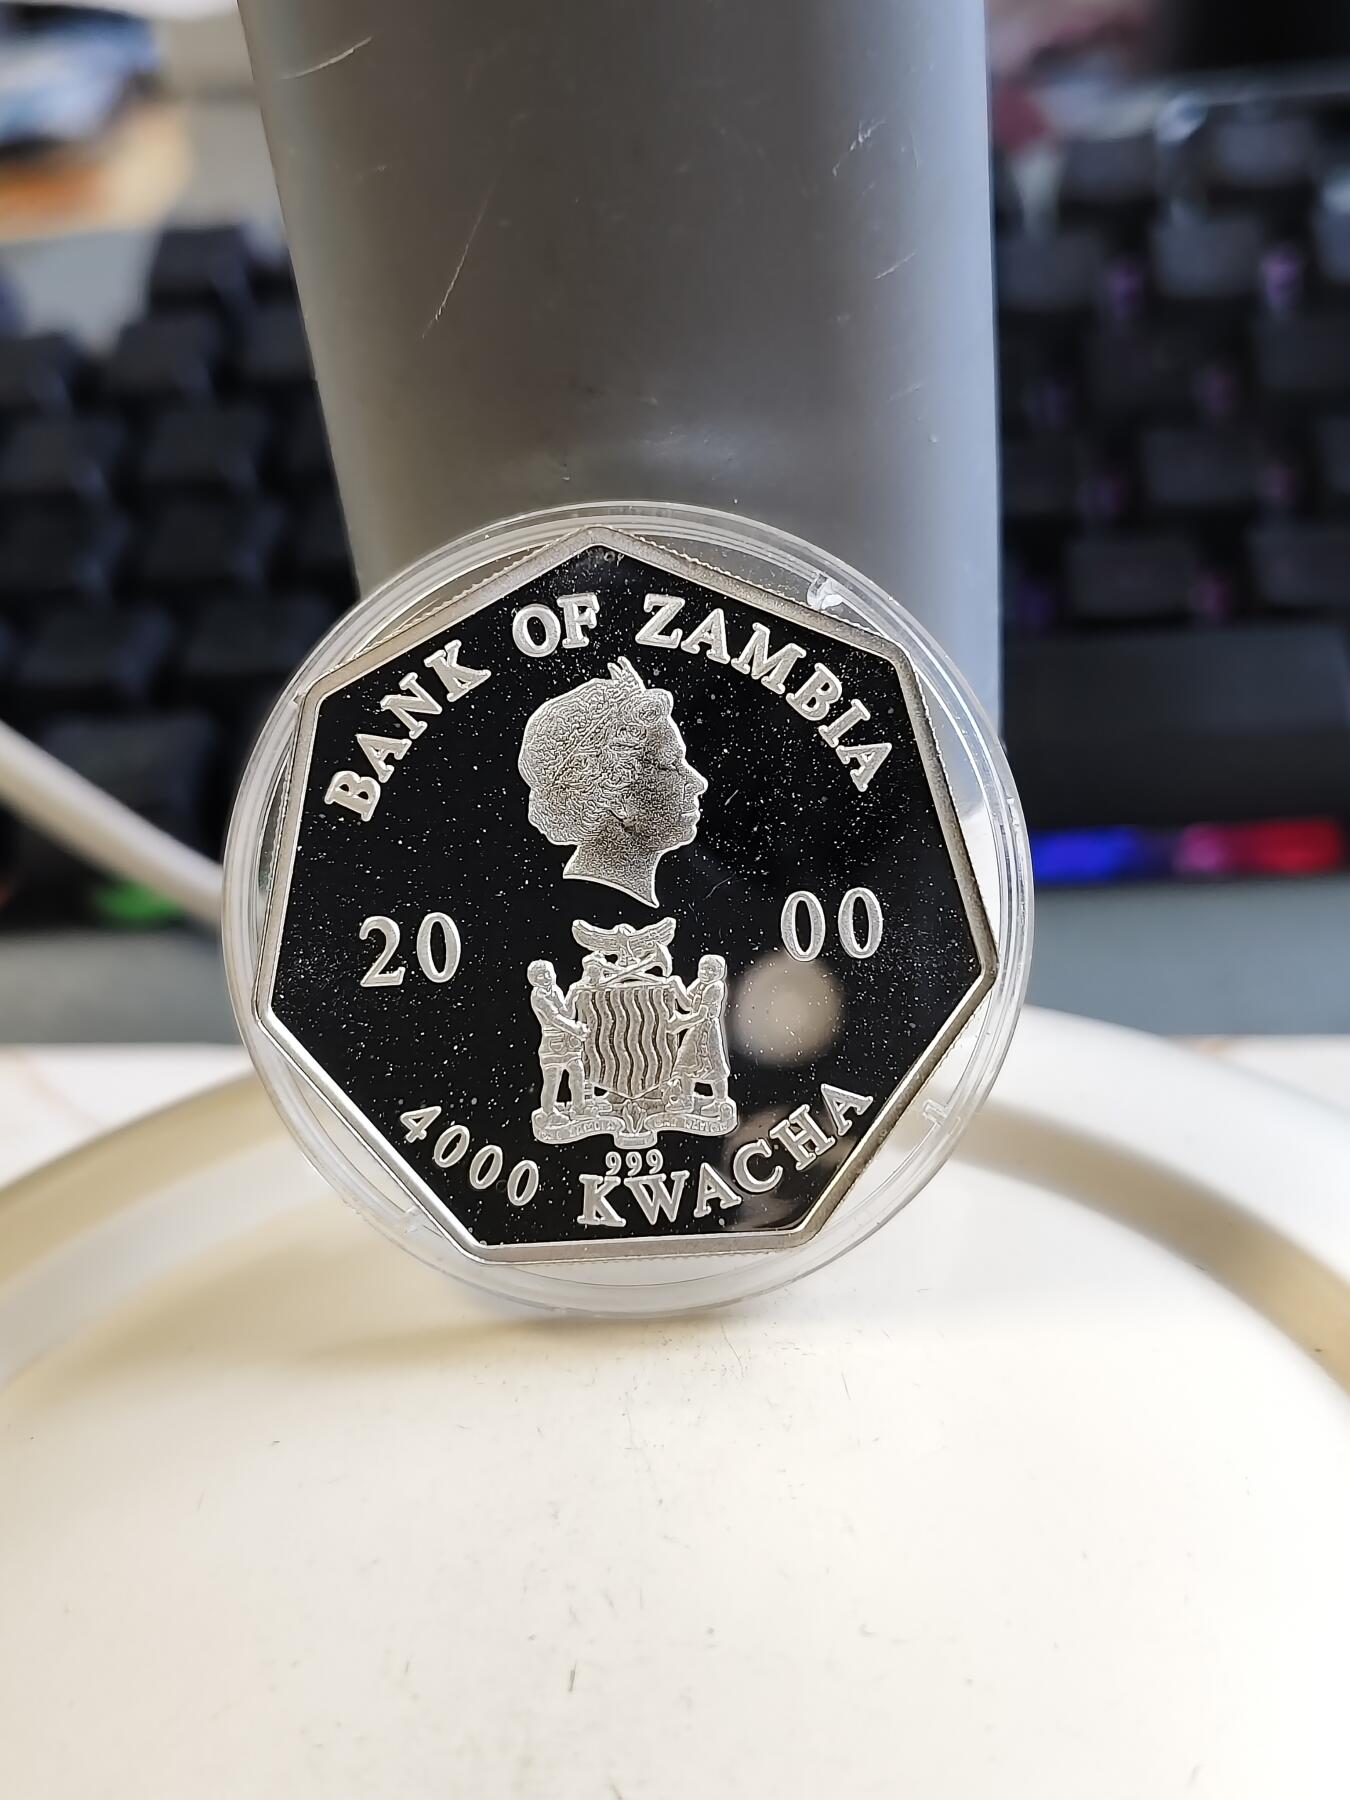 BANK OF ZAMBIA
20 00
999
4000 KWACHA